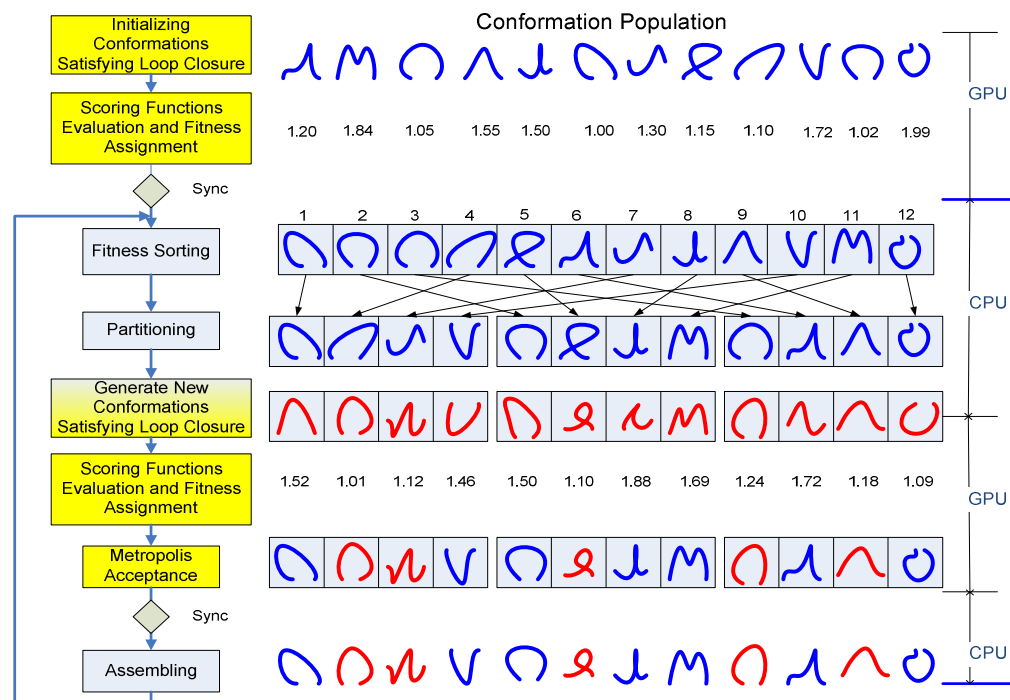 Conformation Population
Initializing
Conformations
Satisfying Loop Closure
GPU
Scoring Functions
Evaluation and Fitness
Assignment
1.20 1.84 1.05 1.55 1.50 1.00 1.30 1.15 1.10 1.72 1.02 1.99
Sync
1 2 3 4 5 6 7 8 9 10 11 12
Fitness Sorting
CPU
Partitioning
Generate New
Conformations
Satisfying Loop Closure
Scoring Functions
Evaluation and Fitness
Assignment
1.52 1.01 1.12 1.46 1.50 1.10 1.88 1.69 1.24 1.72 1.18 1.09
GPU
Metropolis
Acceptance
Sync
Assembling
CPU